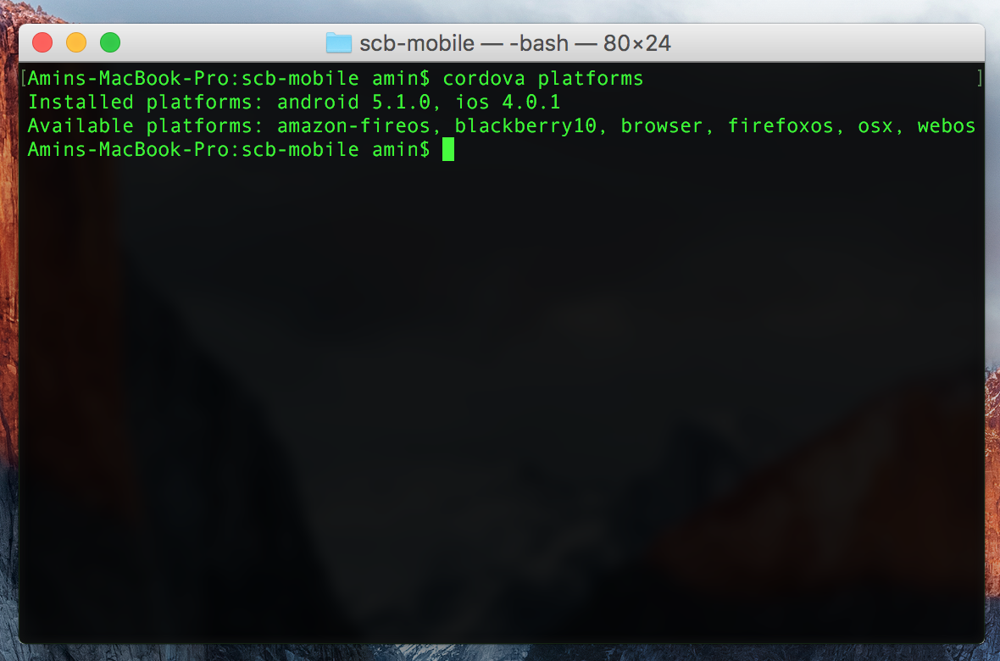 scb-mobile — -bash — 80×24
[Amins-MacBook-Pro:scb-mobile amin$ cordova platforms ]
Installed platforms: android 5.1.0, ios 4.0.1
Available platforms: amazon-fireos, blackberry10, browser, firefoxos, osx, webos
Amins-MacBook-Pro:scb-mobile amin$